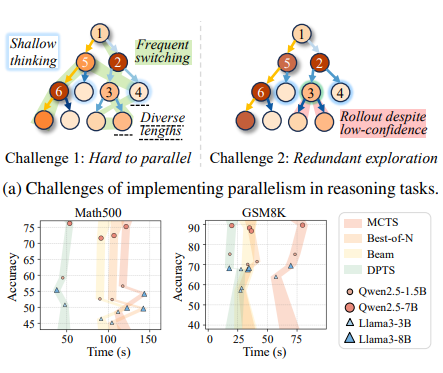 Shallow
thinking
Frequent
switching
1
5
2
6
3
4
Diverse
lengths
Challenge 1: Hard to parallel
1
5
2
6
3
4
Rollout despite
low-confidence
Challenge 2: Redundant exploration
(a) Challenges of implementing parallelism in reasoning tasks.
Math500
Accuracy
75
70
65
60
55
50
45
50
100
150
Time (s)
GSM8K
Accuracy
90
80
70
60
50
40
25
50
75
Time (s)
MCTS
Best-of-N
Beam
DPTS
Qwen2.5-1.5B
Qwen2.5-7B
Llama3-3B
Llama3-8B